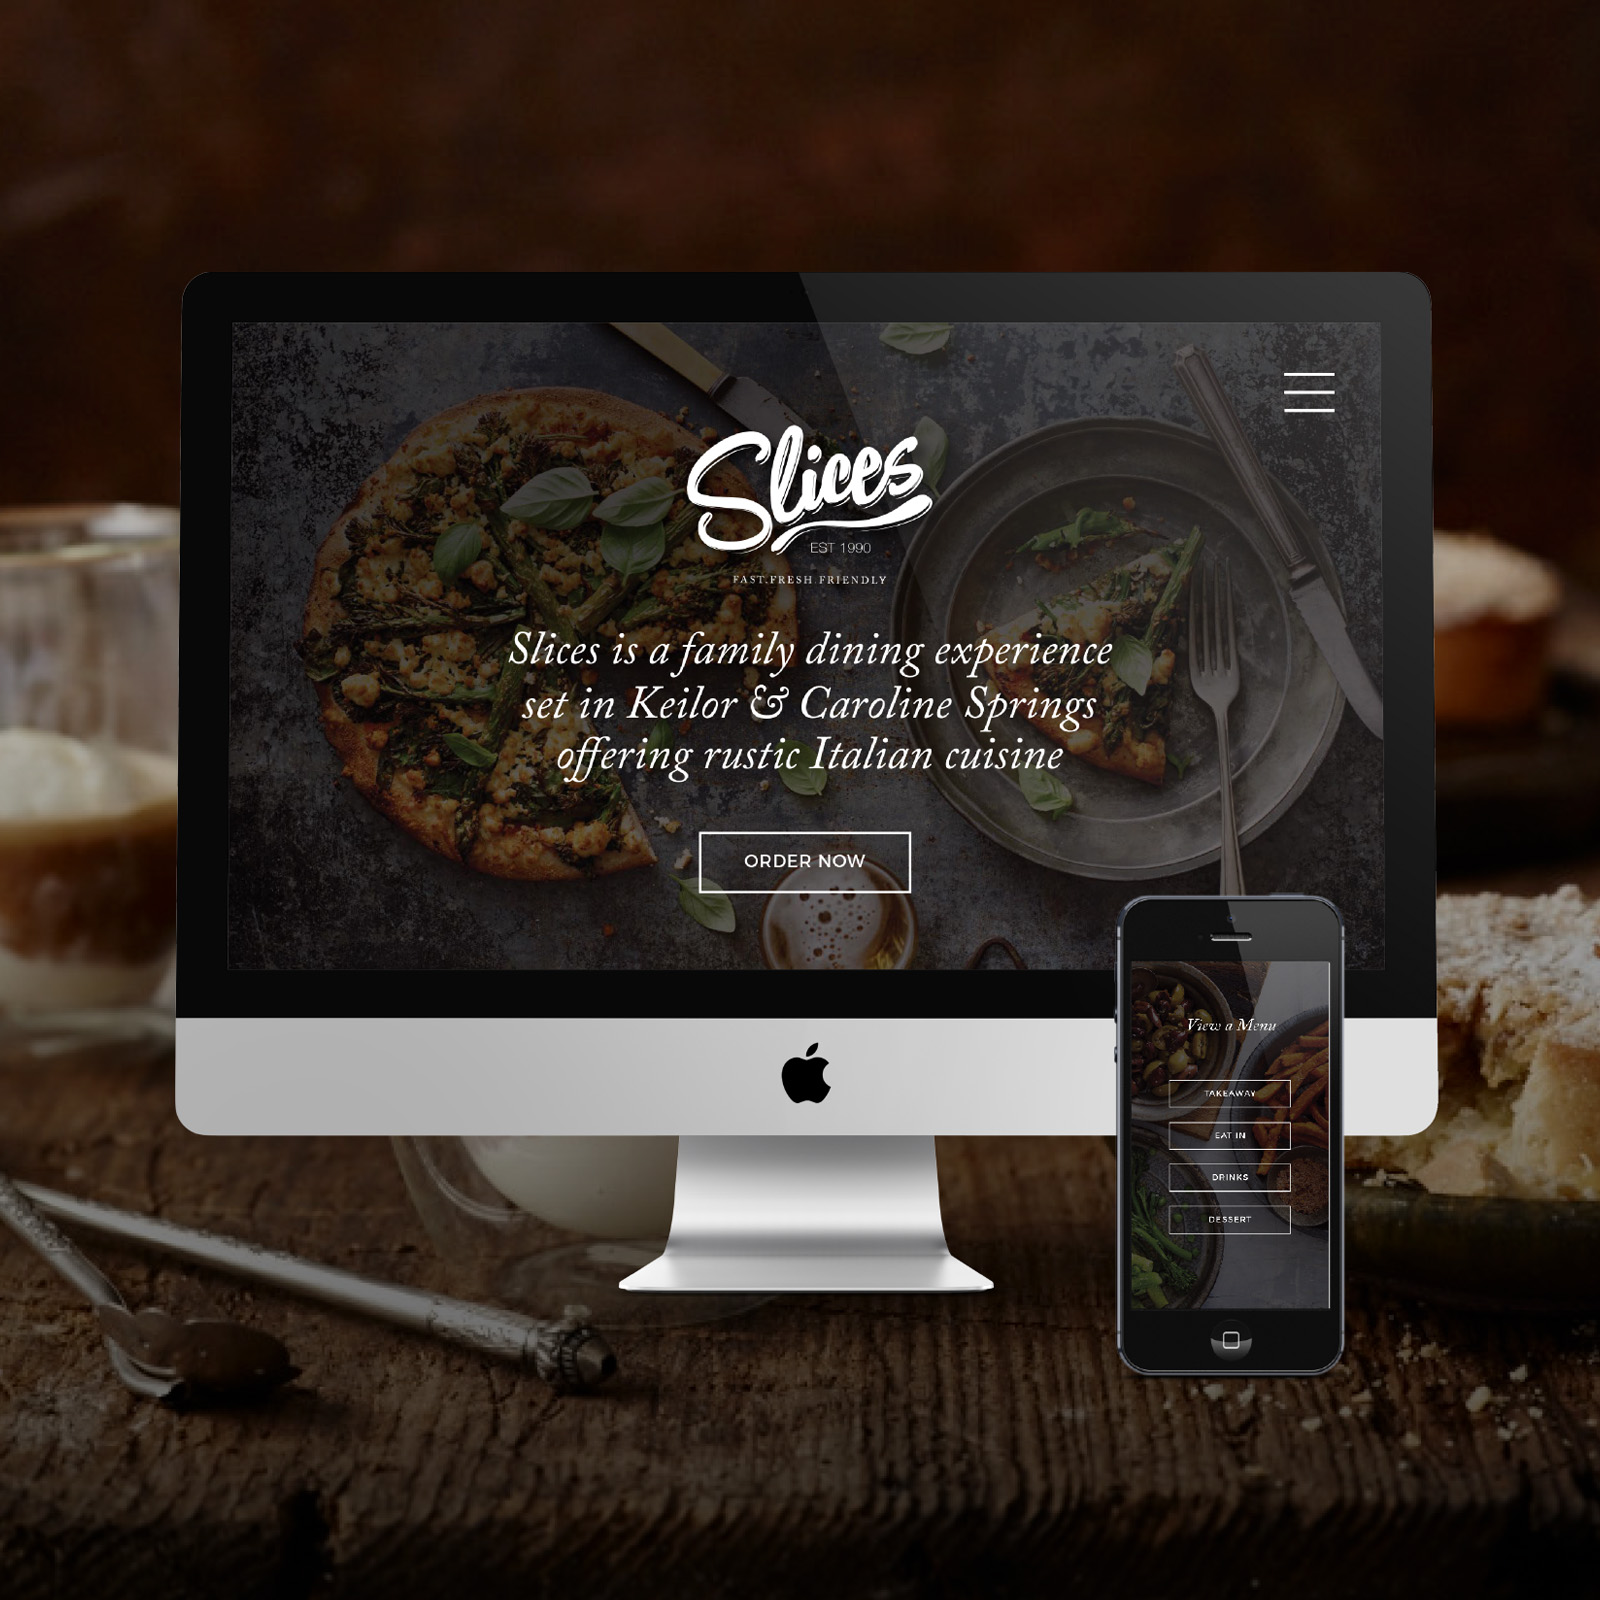 Slices
EST 1990
FAST.FRESH.FRIENDLY
Slices is a family dining experience
set in Keilor & Caroline Springs
offering rustic Italian cuisine
ORDER NOW
View a Menu
TAKEAWAY
EAT IN
DRINKS
DESSERT